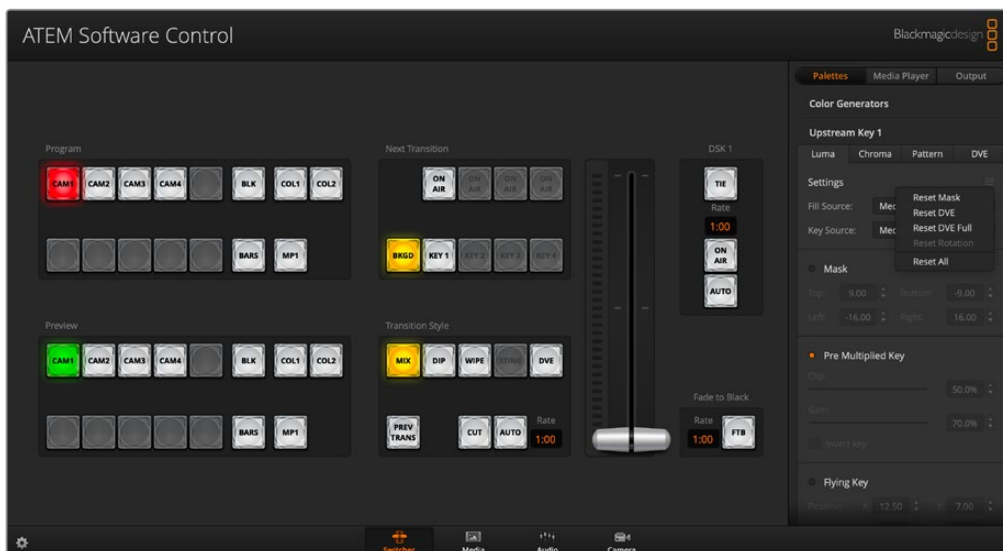 ATEM Software Control
Blackmagicdesign
Palettes Media Player Output
Color Generators
Upstream Key 1
Luma Chroma Pattern DVE
Settings
Fill Source: Med
Key Source: Med
Reset Mask
Reset DVE
Reset DVE Full
Reset Rotation
Reset All
Mask
Top: 9.00 Bottom: -9.00
Left: -16.00 Right: 16.00
Pre Multiplied Key
Clip:
50.0%
Gain:
70.0%
Invert key
Flying Key
Position: X: 12.50 Y: 7.00
Program
CAM1 CAM2 CAM3 CAM4 BLK COL1 COL2
BARS MP1
Preview
CAM1 CAM2 CAM3 CAM4 BLK COL1 COL2
BARS MP1
Next Transition
ON AIR ON AIR ON AIR ON AIR
BKGD KEY 1 KEY 2 KEY 3 KEY 4
Transition Style
MIX DIP WIPE STING DVE
Rate
PREV TRANS CUT AUTO 1:00
DSK 1
TIE
Rate
1:00
ON AIR
AUTO
Fade to Black
Rate
1:00 FTB
Switcher Media Audio Camera